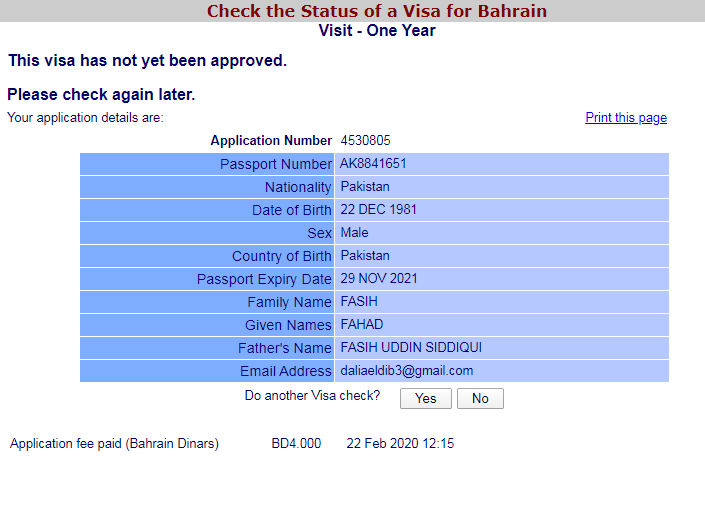 Check the Status of a Visa for Bahrain
Visit - One Year
This visa has not yet been approved.
Please check again later.
Your application details are: Print this page
Application Number 4530805
Passport Number AK8841651
Nationality Pakistan
Date of Birth 22 DEC 1981
Sex Male
Country of Birth Pakistan
Passport Expiry Date 29 NOV 2021
Family Name FASIH
Given Names FAHAD
Father's Name FASIH UDDIN SIDDIQUI
Email Address daliaeldib3@gmail.com
Do another Visa check? Yes No
Application fee paid (Bahrain Dinars) BD4.000 22 Feb 2020 12:15